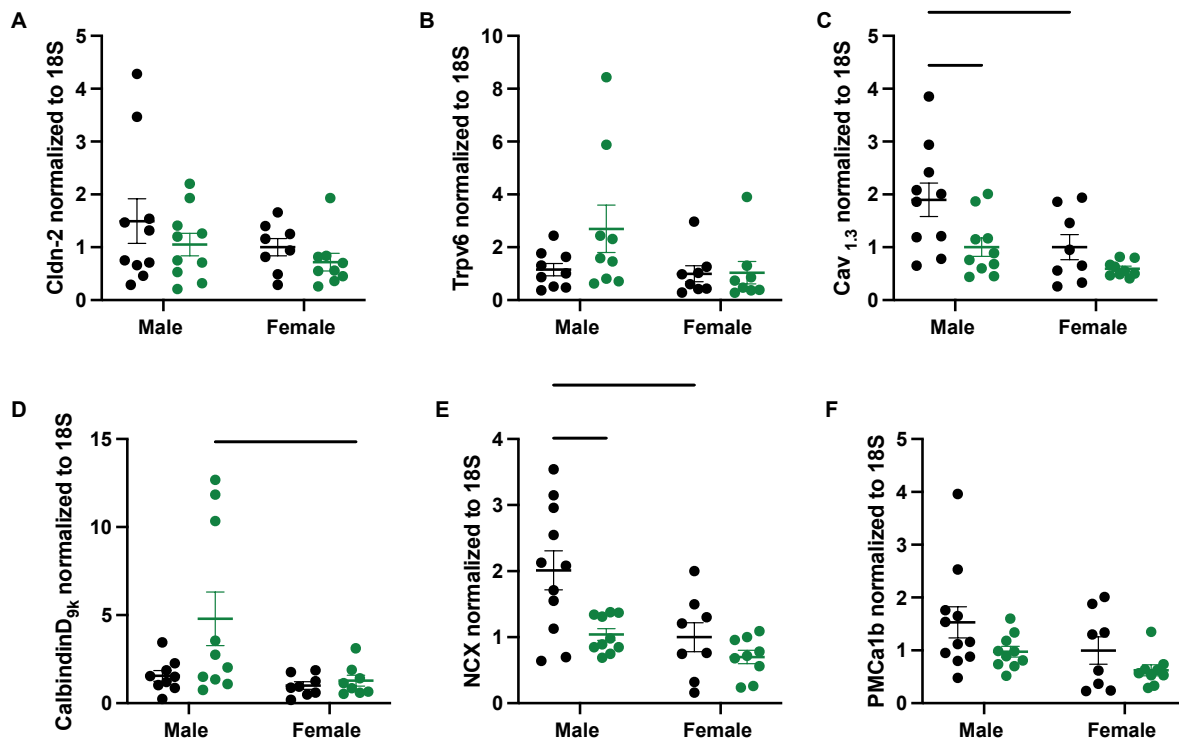 A
Cldn-2 normalized to 18S
5
4
3
2
1
0
Male Female
B
Trpv6 normalized to 18S
10
8
6
4
2
0
Male Female
C
Cav 1.3 normalized to 18S
5
4
3
2
1
0
Male Female
D
CalbindinD9k normalized to 18S
15
10
5
0
Male Female
E
NCX normalized to 18S
4
3
2
1
0
Male Female
F
PMCa1b normalized to 18S
5
4
3
2
1
0
Male Female